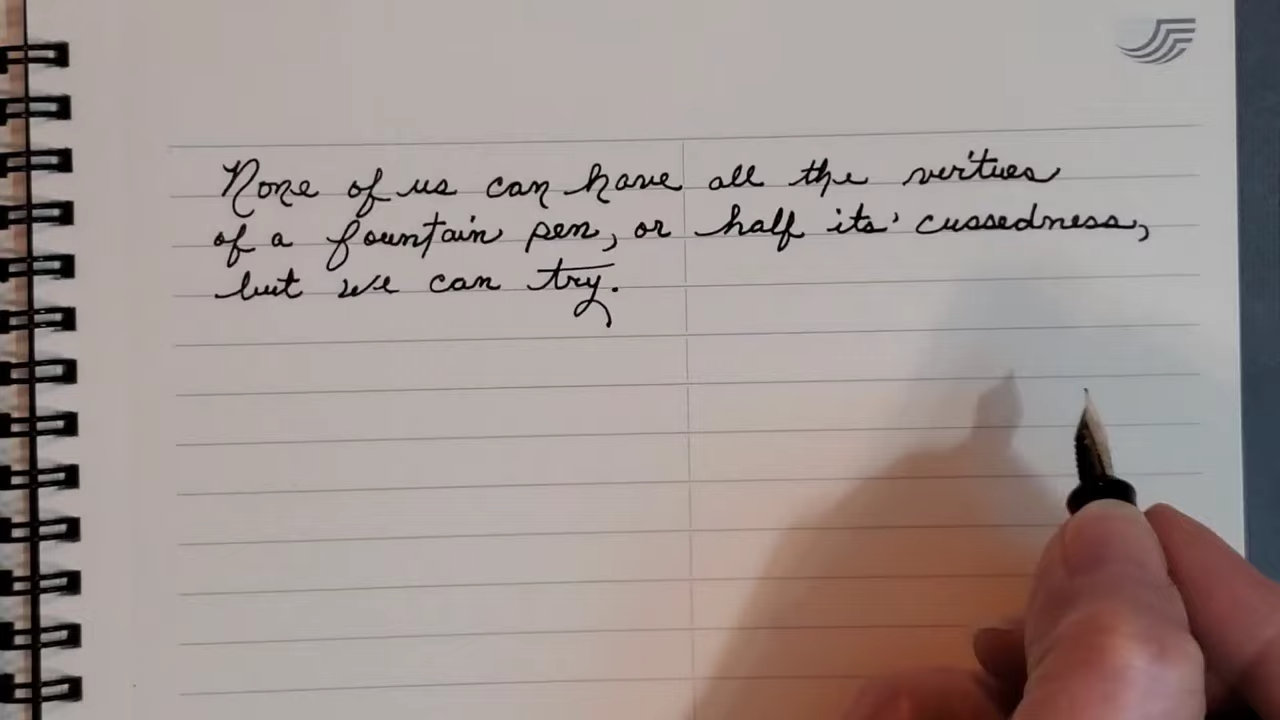 None of us can have all the virtues
of a fountain pen, or half its' cussedness,
but we can try.